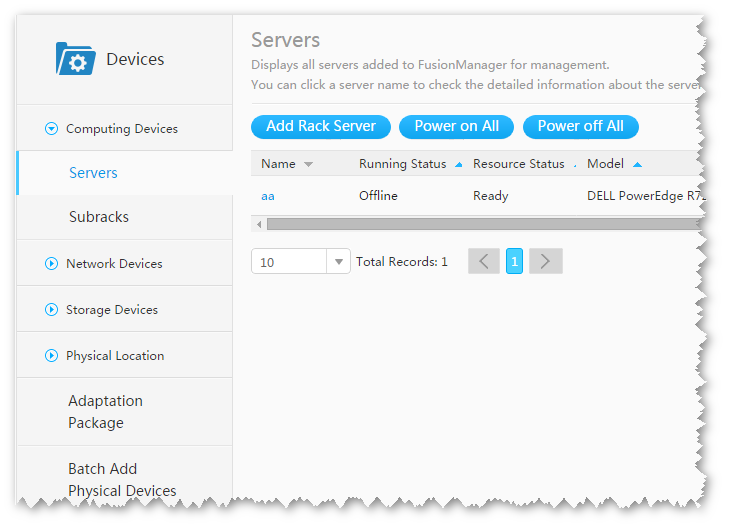 Devices
Computing Devices
Servers
Subracks
Network Devices
Storage Devices
Physical Location
Adaptation
Package
Batch Add
Physical Devices
Servers
Displays all servers added to FusionManager for management.
You can click a server name to check the detailed information about the server
Add Rack Server Power on All Power off All
Name Running Status Resource Status Model
aa Offline Ready DELL PowerEdge
10 Total Records: 1 1